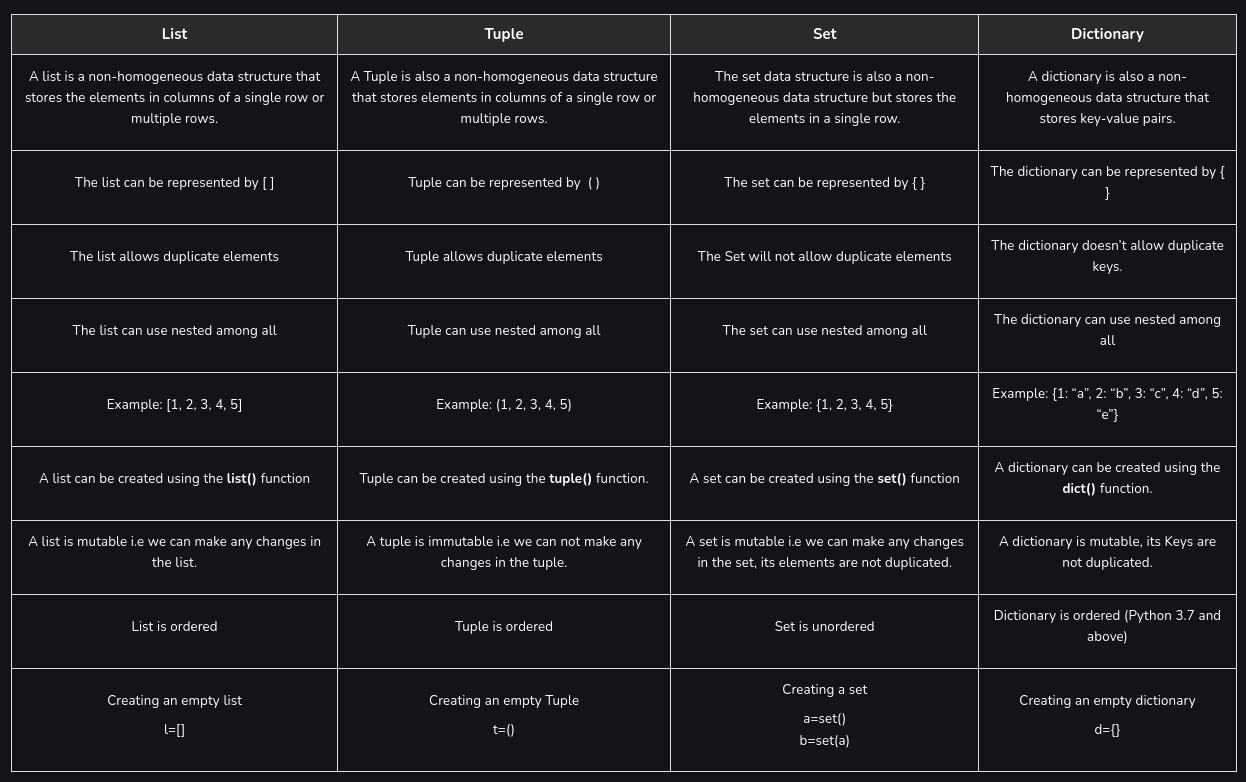 List
Tuple
Set
Dictionary
A list is a non-homogeneous data structure that
stores the elements in columns of a single row or
multiple rows.
A Tuple is also a non-homogeneous data structure
that stores elements in columns of a single row or
multiple rows.
The set data structure is also a non-
homogeneous data structure but stores the
elements in a single row.
A dictionary is also a non-
homogeneous data structure that
stores key-value pairs.
The list can be represented by [ ]
Tuple can be represented by  ( )
The set can be represented by { }
The dictionary can be represented by {
}
The list allows duplicate elements
Tuple allows duplicate elements
The Set will not allow duplicate elements
The dictionary doesn’t allow duplicate
keys.
The list can use nested among all
Tuple can use nested among all
The set can use nested among all
The dictionary can use nested among
all
Example: [1, 2, 3, 4, 5]
Example: (1, 2, 3, 4, 5)
Example: {1, 2, 3, 4, 5}
Example: {1: “a”, 2: “b”, 3: “c”, 4: “d”, 5:
“e”}
A list can be created using the list() function
Tuple can be created using the tuple() function.
A set can be created using the set() function
A dictionary can be created using the
dict() function.
A list is mutable i.e we can make any changes in
the list.
A tuple is immutable i.e we can not make any
changes in the tuple.
A set is mutable i.e we can make any changes
in the set, its elements are not duplicated.
A dictionary is mutable, its Keys are
not duplicated.
List is ordered
Tuple is ordered
Set is unordered
Dictionary is ordered (Python 3.7 and
above)
Creating an empty list
l=[]
Creating an empty Tuple
t=()
Creating a set
a=set()
b=set(a)
Creating an empty dictionary
d={}